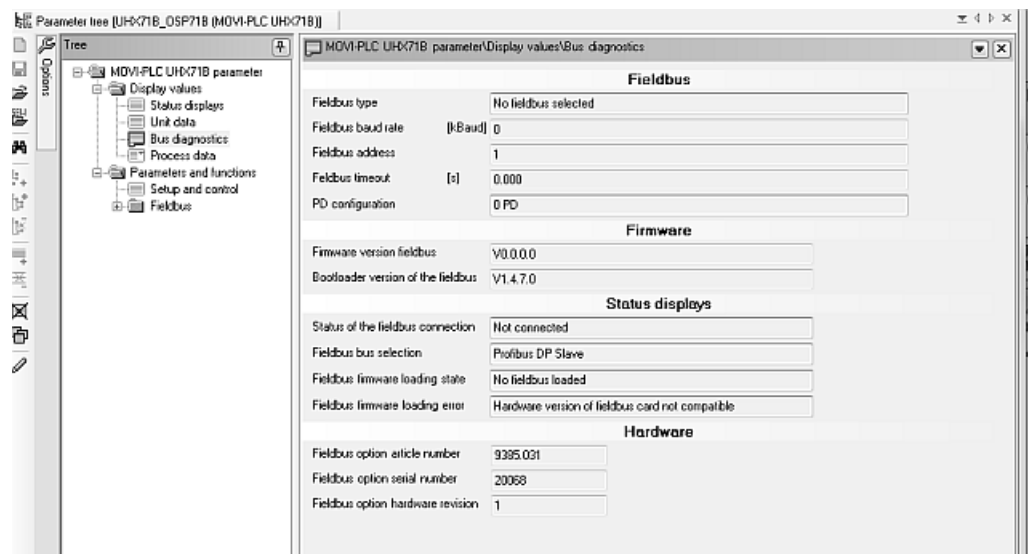 Parameter tree [UHX71B_OSP71B (MOVI-PLC UHX71B)]
Options
Tree
MOVI-PLC UHX71B parameter
Display values
Status displays
Unit data
Bus diagnostics
Process data
Parameters and functions
Setup and control
Fieldbus
MOVI-PLC UHX71B parameter\Display values\Bus diagnostics
Fieldbus
Fieldbus type No fieldbus selected
Fieldbus baud rate [kBaud] 0
Fieldbus address 1
Feldbus timeout [s] 0.000
PD configuration 0 PD
Firmware
Firmware version fieldbus V0.0.0.0
Bootloader version of the fieldbus V1.4.7.0
Status displays
Status of the fieldbus connection Not connected
Fieldbus bus selection Profibus DP Slave
Fieldbus firmware loading state No fieldbus loaded
Fieldbus firmware loading error Hardware version of fieldbus card not compatible
Hardware
Fieldbus option article number 9385.031
Fieldbus option serial number 20068
Fieldbus option hardware revision 1